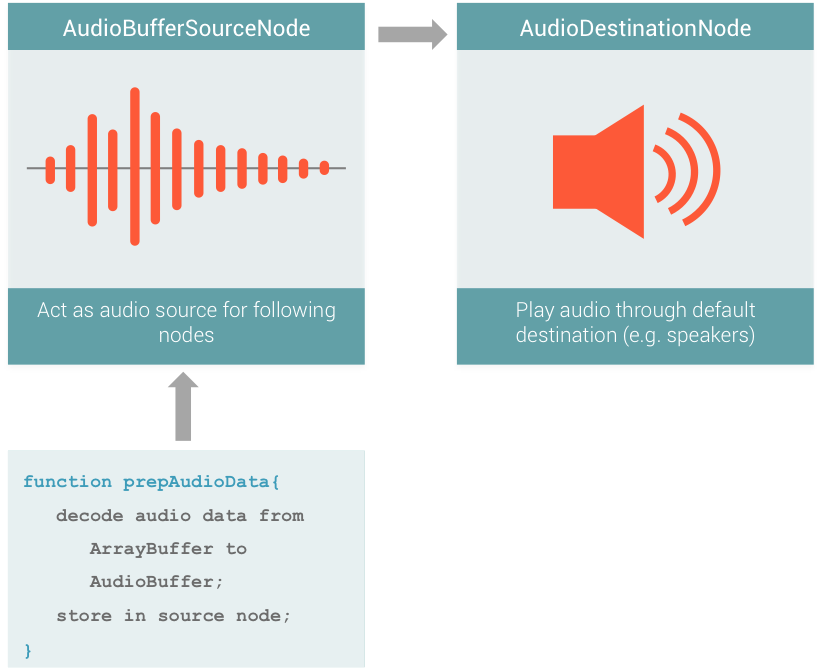 AudioBufferSourceNode
AudioDestinationNode
Act as audio source for following
nodes
Play audio through default
destination (e.g. speakers)
function prepAudioData{
decode audio data from
ArrayBuffer to
AudioBuffer;
store in source node;
}